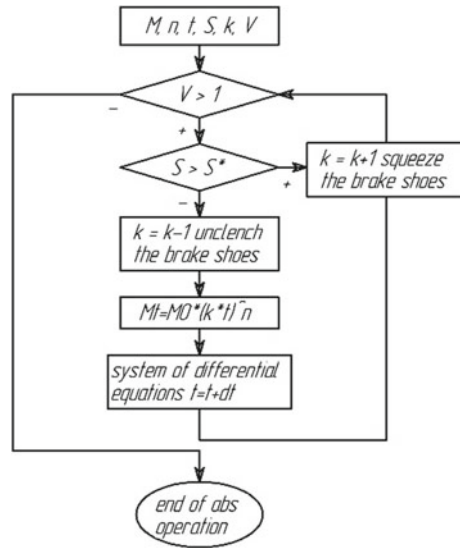 M, n, t, S, k, V
V > 1
–
+
S > S*
+
–
k = k+1 squeeze
the brake shoes
k = k–1 unclench
the brake shoes
Mt=M0*(k*t)^n
system of differential
equations t=t+dt
end of abs
operation